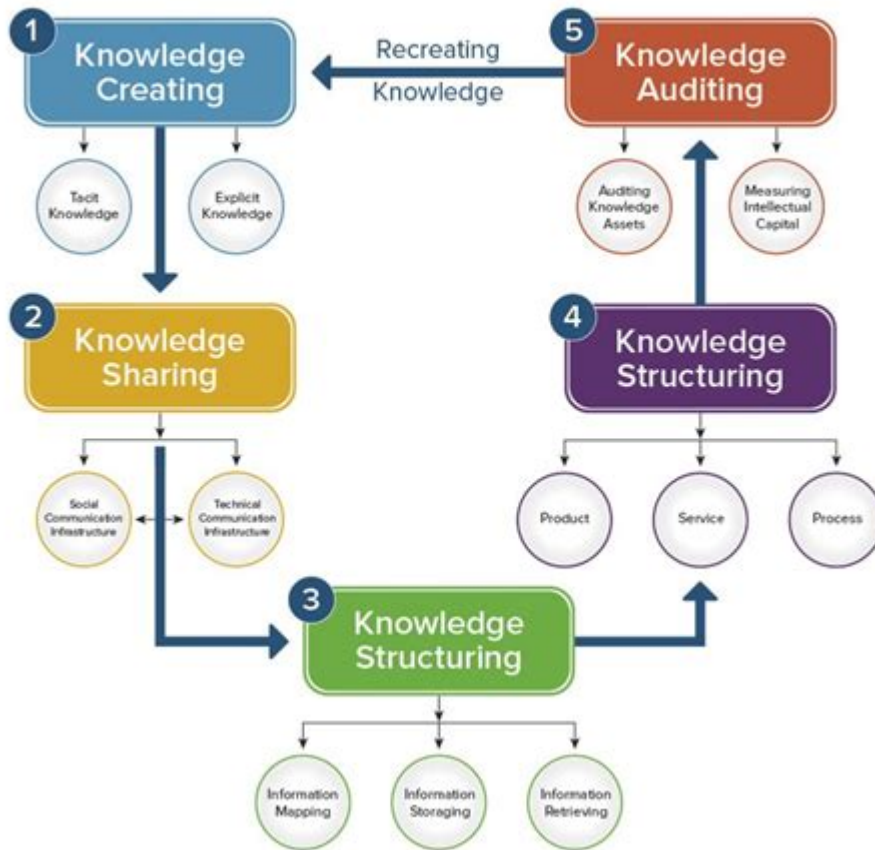 1
Knowledge
Creating
Tacit
Knowledge
Explicit
Knowledge
Recreating
Knowledge
5
Knowledge
Auditing
Auditing
Knowledge
Assets
Measuring
Intellectual
Capital
2
Knowledge
Sharing
Social
Communication
Infrastructure
Technical
Communication
Infrastructure
4
Knowledge
Structuring
Product
Service
Process
3
Knowledge
Structuring
Information
Mapping
Information
Storaging
Information
Retrieving